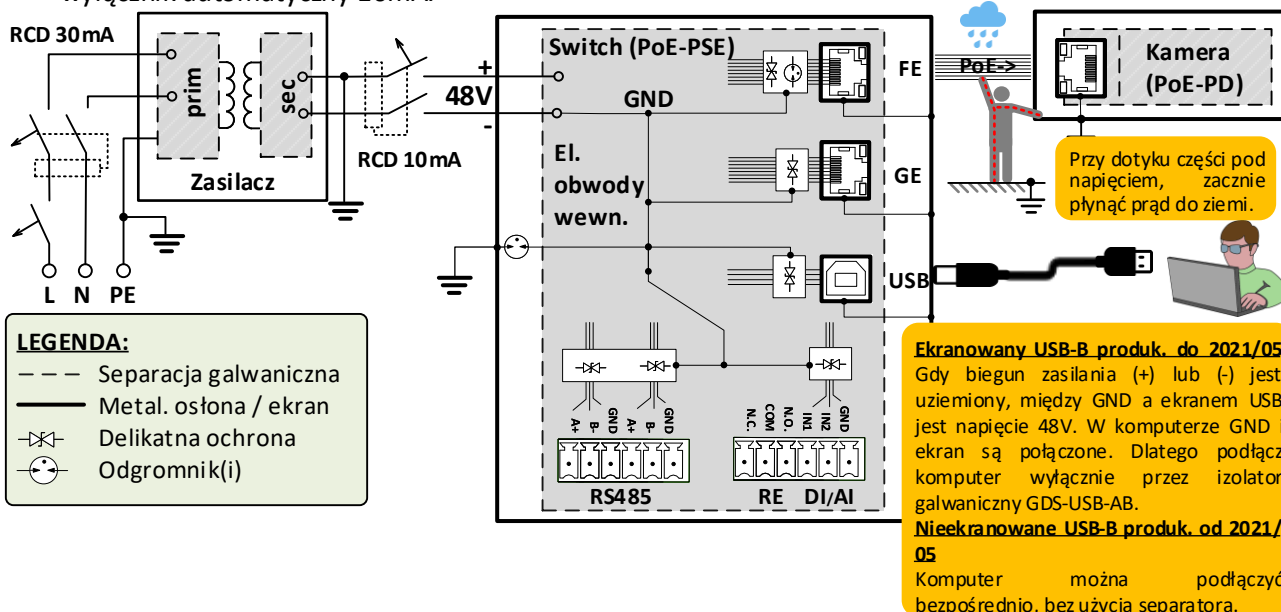 RCD 30mA
prim
sec
Zasilacz
L N PE
RCD 10mA
+
48V
-
Switch (PoE-PSE)
GND
El.
obwody
wewn.
FE
GE
USB
PoE->
Kamera
(PoE-PD)
Przy dotyku części pod
napięciem, zacznie
płynąć prąd do ziemi.
A+ B- GND A+ B- GND
N.C. COM N.O. IN1 IN2 GND
RS485
RE DI/AI
LEGENDA:
Separacja galwaniczna
Metal. osłona / ekran
Delikatna ochrona
Odgromnik(i)
Ekranowany USB-B produk. do 2021/05
Gdy biegun zasilania (+) lub (-) jest
uziemiony, między GND a ekranem USB
jest napięcie 48V. W komputerze GND i
ekran są połączone. Dlatego podłącz
komputer wyłącznie przez izolator
galwaniczny GDS-USB-AB.
Nieekranowane USB-B produk. od 2021/
05
Komputer można podłączyć
bezpośrednio, bez użycia separatora.